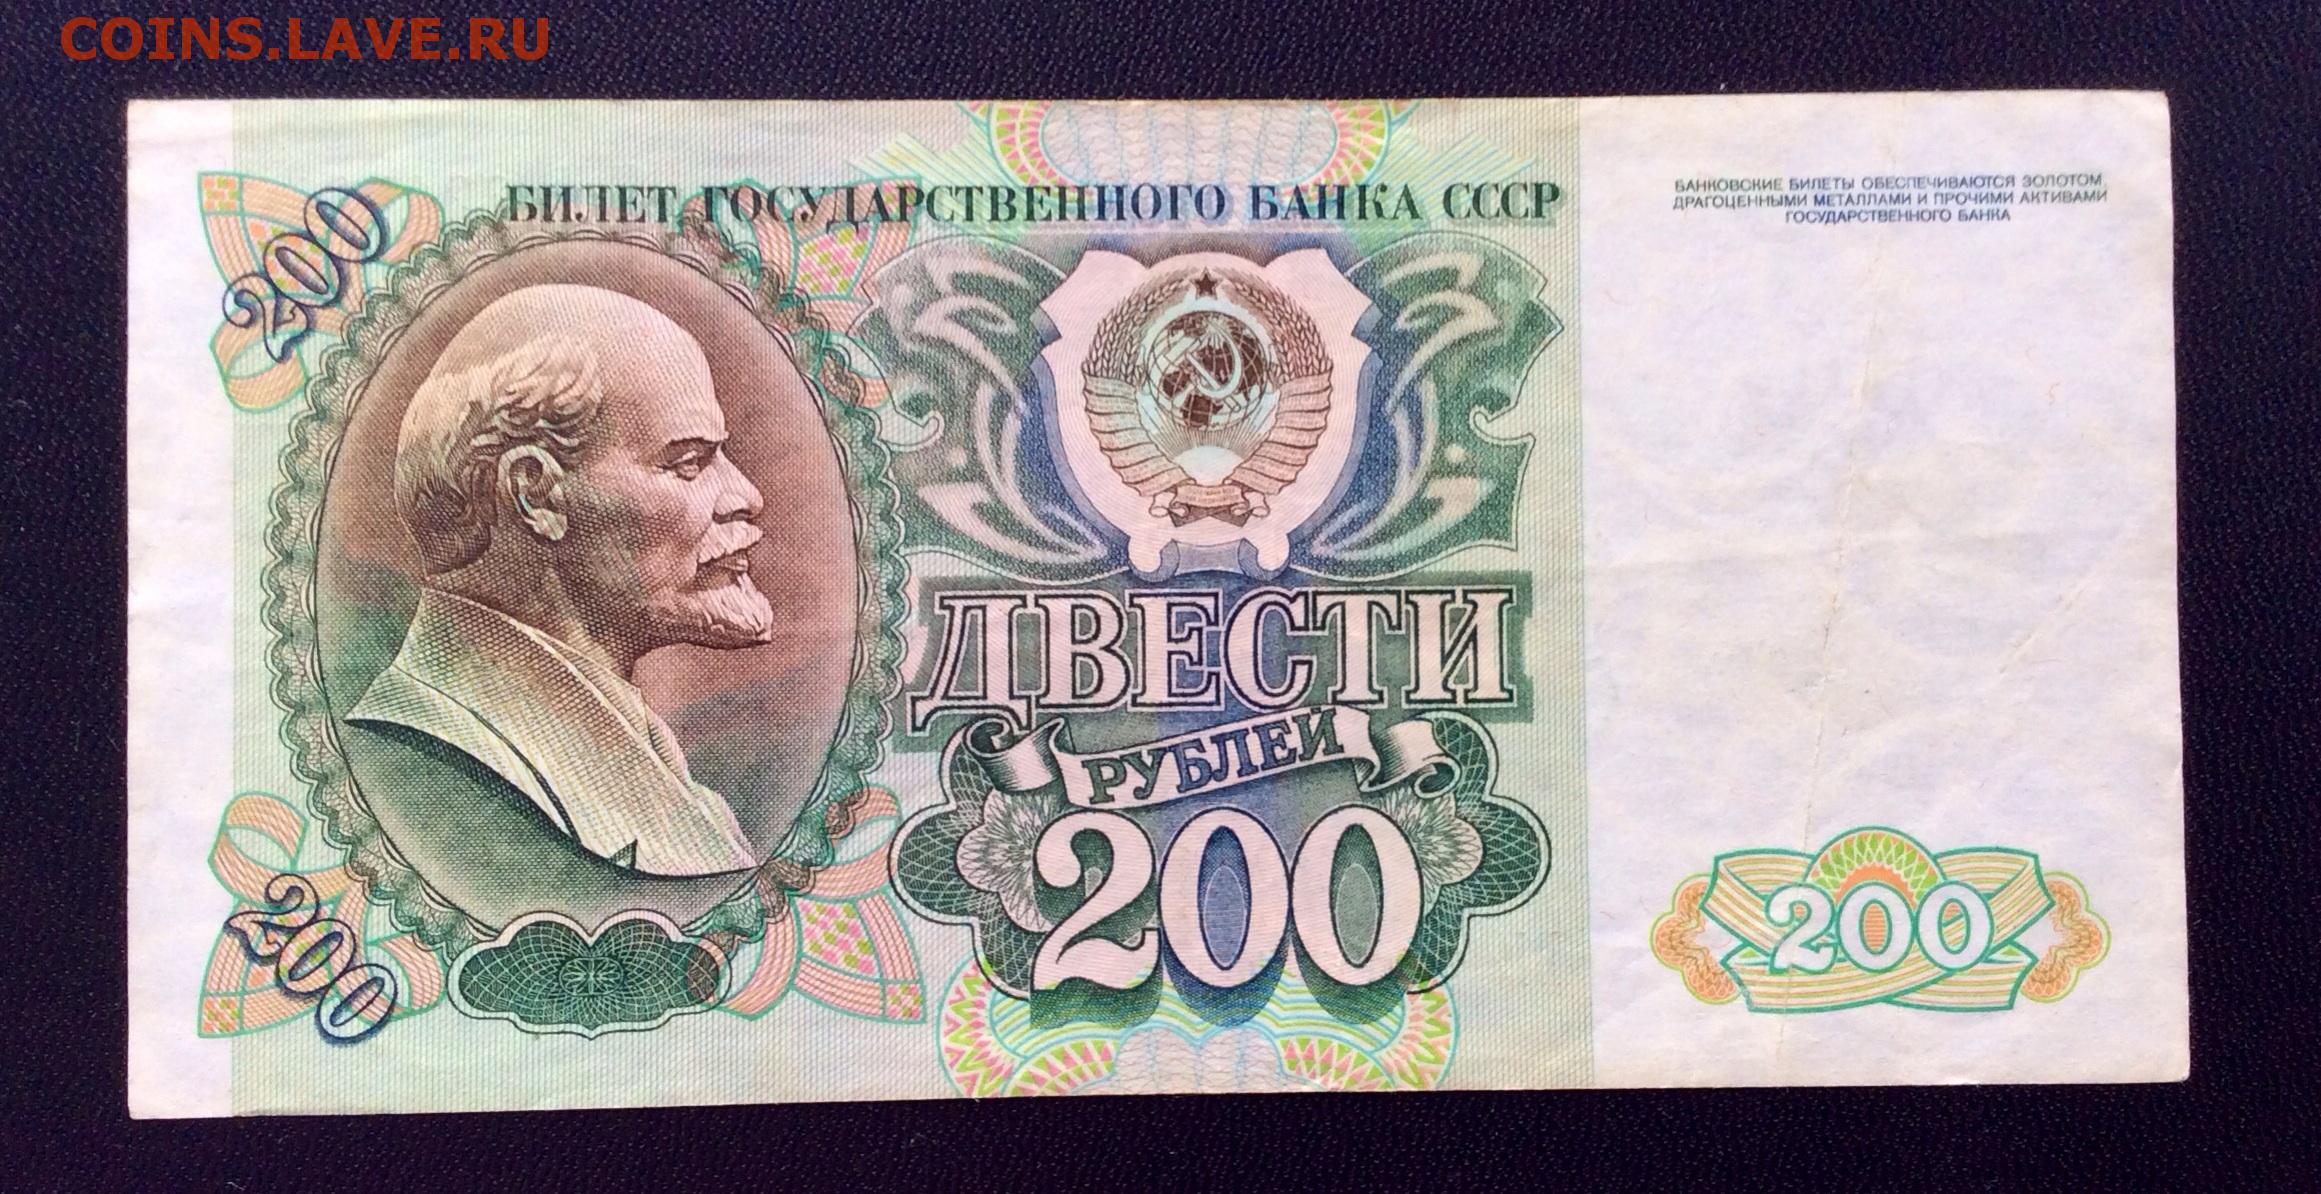 COINS.LAVE.RU
БИЛЕТ ГОСУДАРСТВЕННОГО БАНКА СССР
БАНКОВСКИЕ БИЛЕТЫ ОБЕСПЕЧИВАЮТСЯ ЗОЛОТОМ,
ДРАГОЦЕННЫМИ МЕТАЛЛАМИ И ПРОЧИМИ АКТИВАМИ
ГОСУДАРСТВЕННОГО БАНКА
200
ДВЕСТИ
РУБЛЕЙ
200
200
200